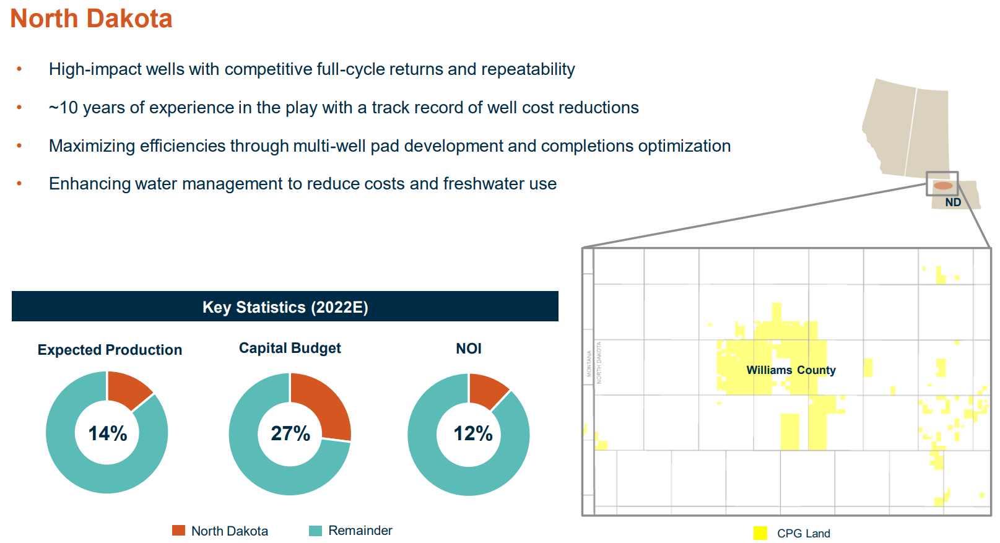 North Dakota
• High-impact wells with competitive full-cycle returns and repeatability
• ~10 years of experience in the play with a track record of well cost reductions
• Maximizing efficiencies through multi-well pad development and completions optimization
• Enhancing water management to reduce costs and freshwater use
ND
Key Statistics (2022E)
Expected Production
Capital Budget
NOI
14%
27%
12%
North Dakota
Remainder
MONTANA
NORTH DAKOTA
Williams County
CPG Land